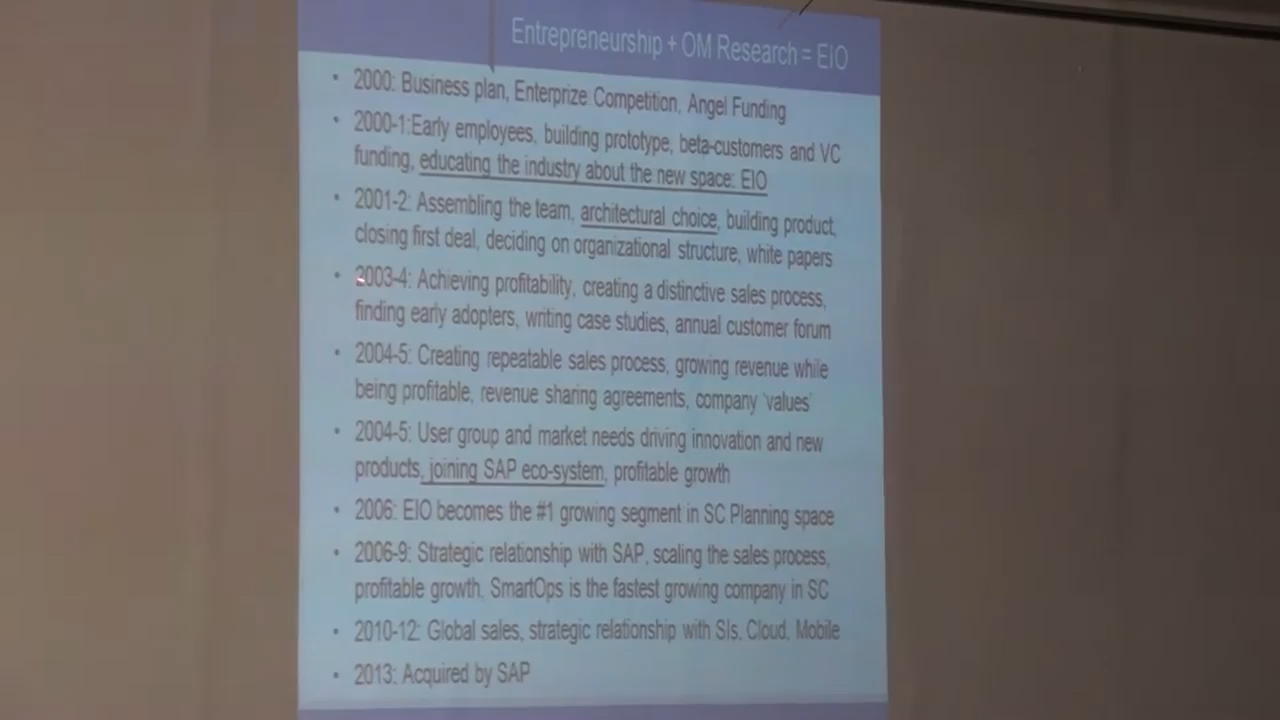 Entrepreneurship + OM Research = EIO
• 2000: Business plan, Enterprize Competition, Angel Funding
• 2000-1:Early employees, building prototype, beta-customers and VC
funding, educating the industry about the new space: EIO
• 2001-2: Assembling the team, architectural choice, building product,
closing first deal, deciding on organizational structure, white papers
• 2003-4: Achieving profitability, creating a distinctive sales process,
finding early adopters, writing case studies, annual customer forum
• 2004-5: Creating repeatable sales process, growing revenue while
being profitable, revenue sharing agreements, company 'values'
• 2004-5: User group and market needs driving innovation and new
products, joining SAP eco-system, profitable growth
• 2006: EIO becomes the #1 growing segment in SC Planning space
• 2006-9: Strategic relationship with SAP, scaling the sales process,
profitable growth, SmartOps is the fastest growing company in SC
• 2010-12: Global sales, strategic relationship with SIs, Cloud, Mobile
• 2013: Acquired by SAP